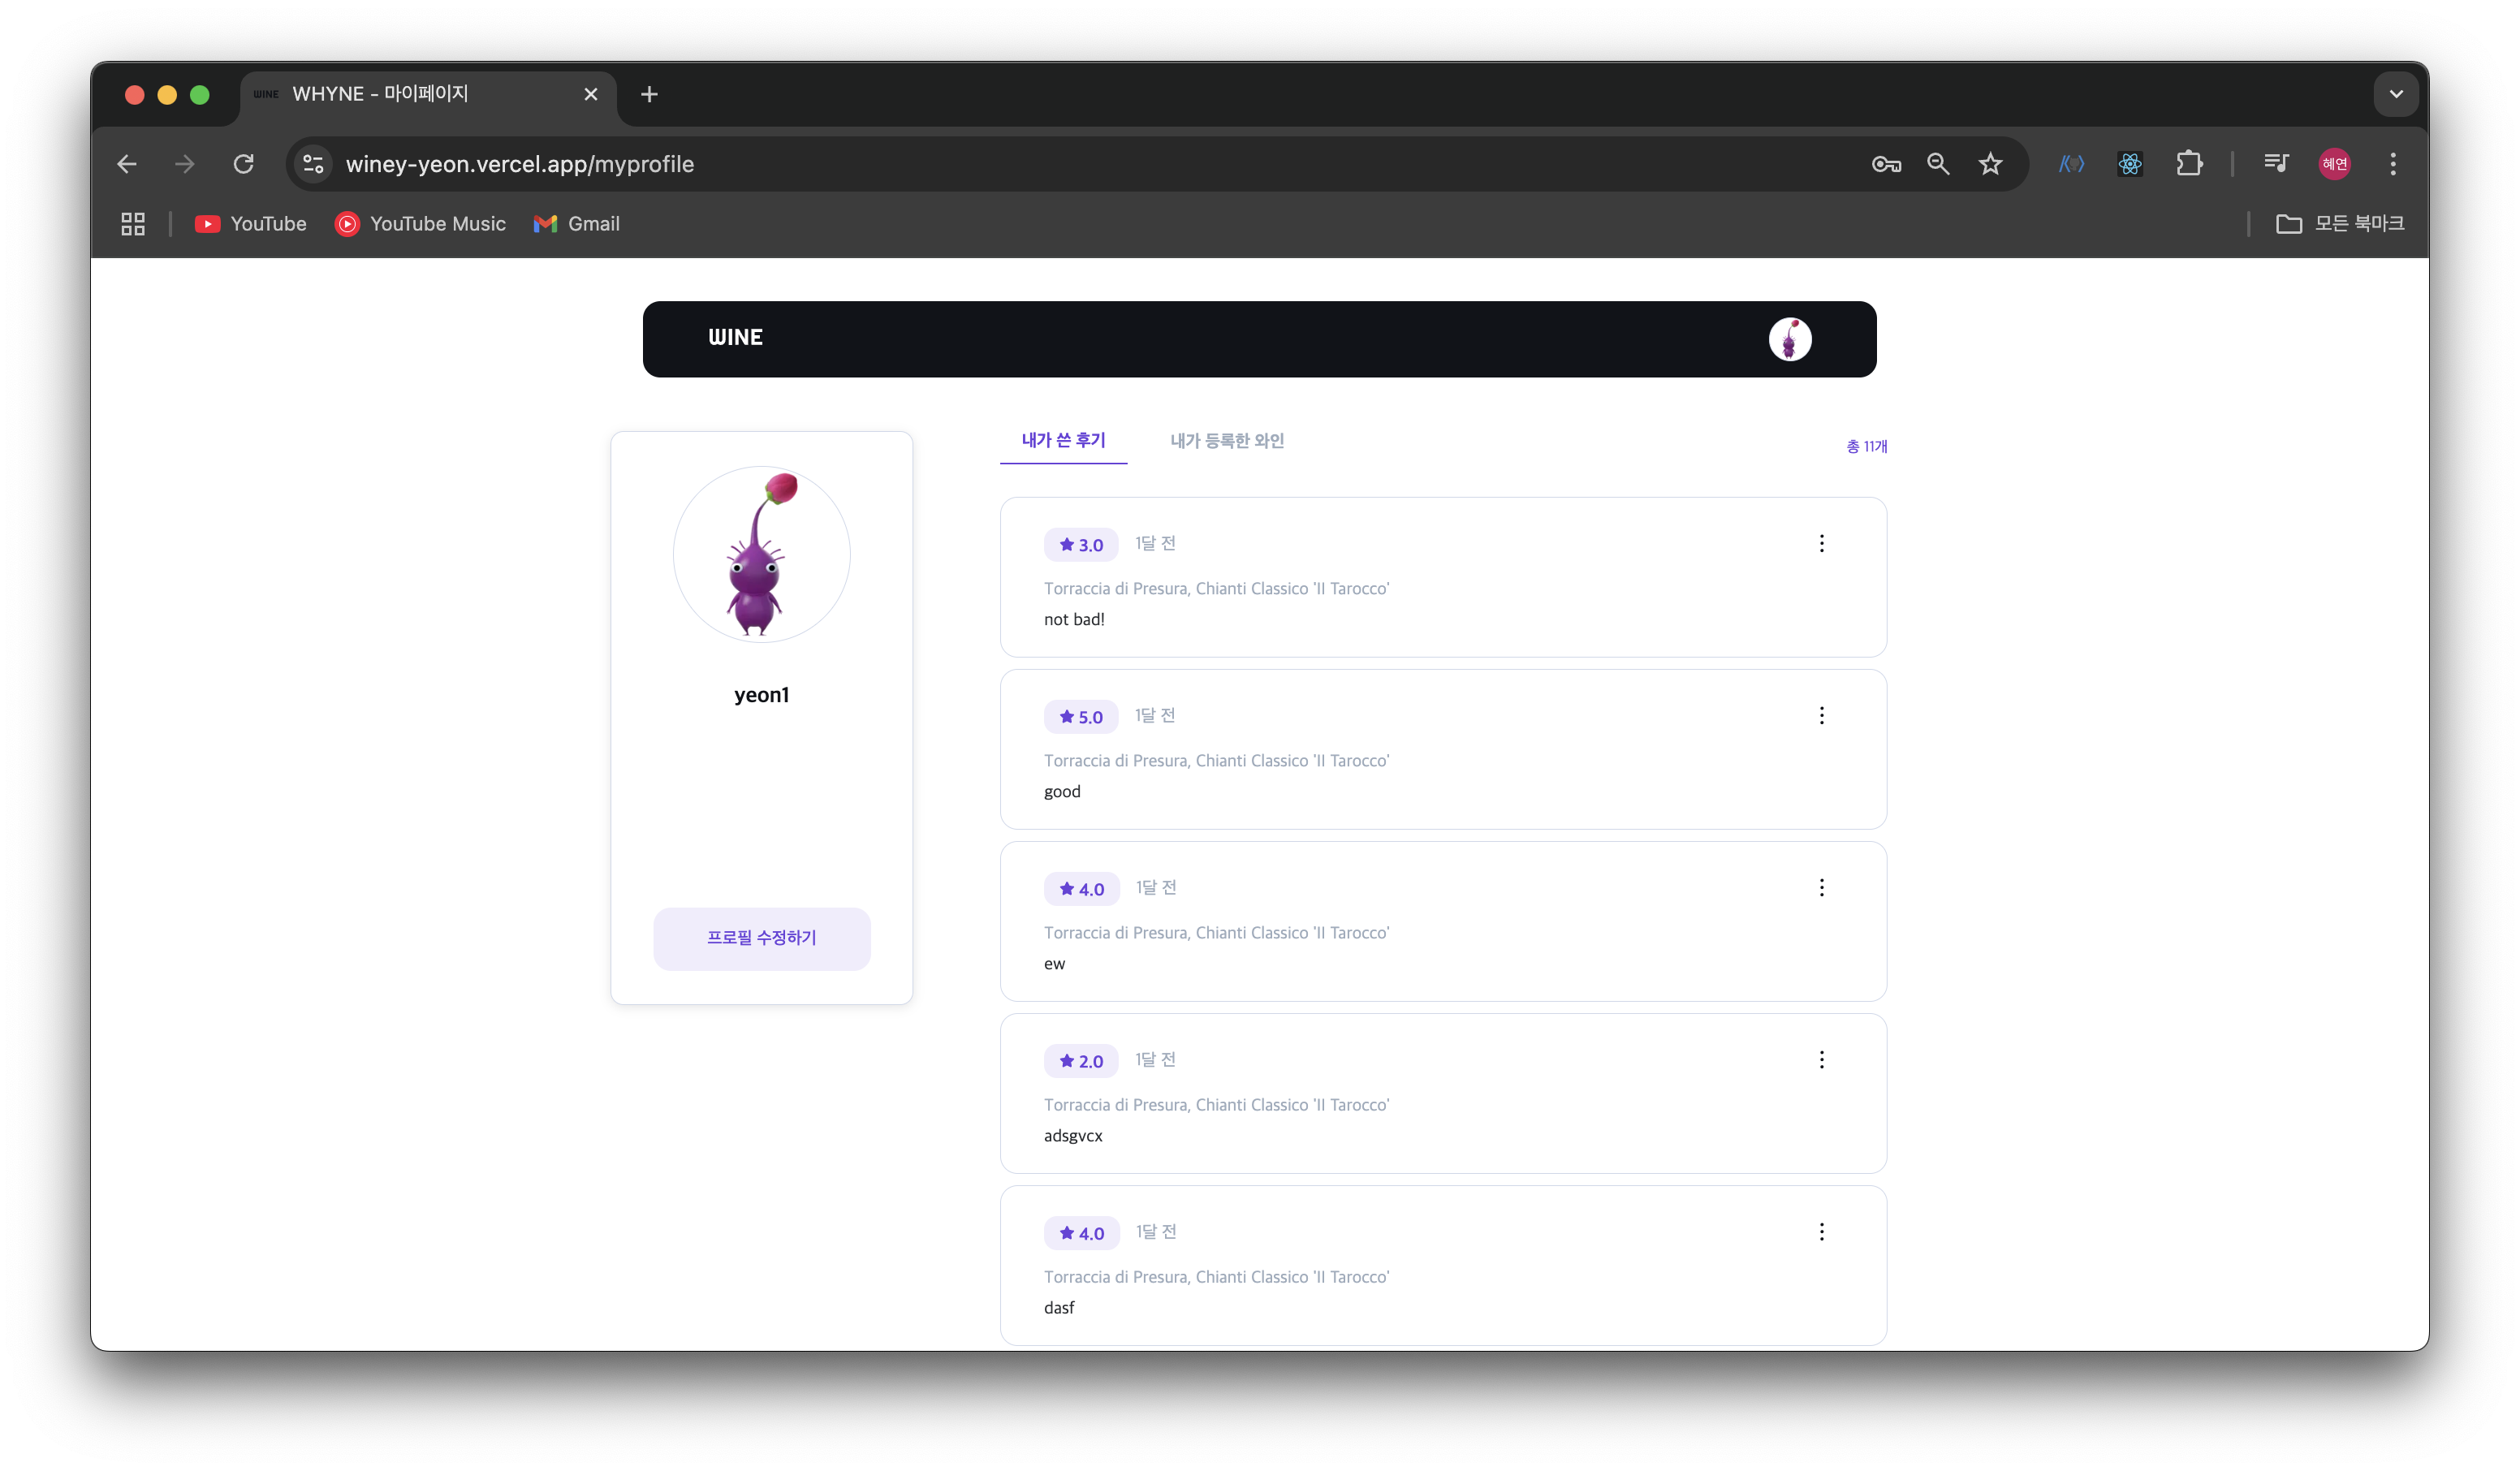 WINE WHYNE - 마이페이지
winey-yeon.vercel.app/myprofile
혜연
YouTube YouTube Music Gmail 모든 북마크
WINE
내가 쓴 후기 내가 등록한 와인 총 11개
yeon1
프로필 수정하기
3.0 1달 전
Torraccia di Presura, Chianti Classico 'Il Tarocco'
not bad!
5.0 1달 전
Torraccia di Presura, Chianti Classico 'Il Tarocco'
good
4.0 1달 전
Torraccia di Presura, Chianti Classico 'Il Tarocco'
ew
2.0 1달 전
Torraccia di Presura, Chianti Classico 'Il Tarocco'
adsgvcx
4.0 1달 전
Torraccia di Presura, Chianti Classico 'Il Tarocco'
dasf